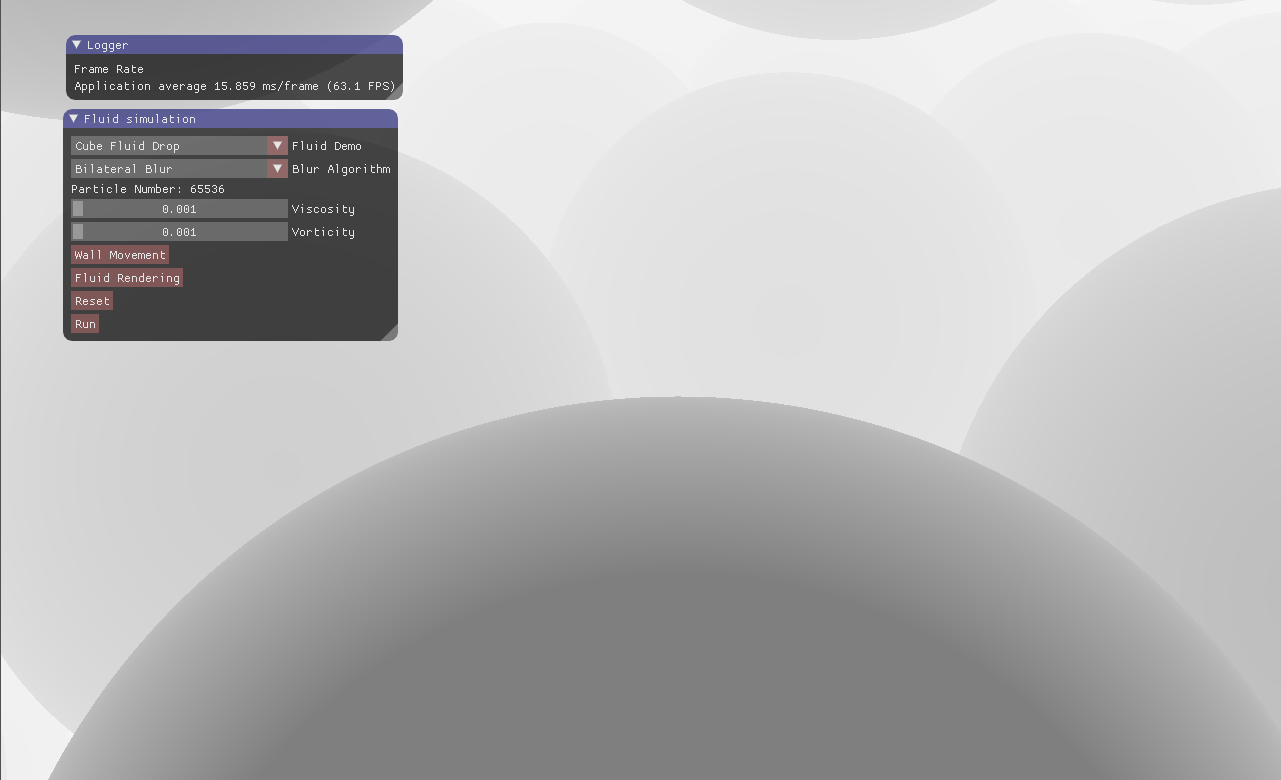 Logger
Frame Rate
Application average 15.859 ms/frame (63.1 FPS)
Fluid simulation
Cube Fluid Drop Fluid Demo
Bilateral Blur Blur Algorithm
Particle Number: 65536
0.001 Viscosity
0.001 Vorticity
Wall Movement
Fluid Rendering
Reset
Run